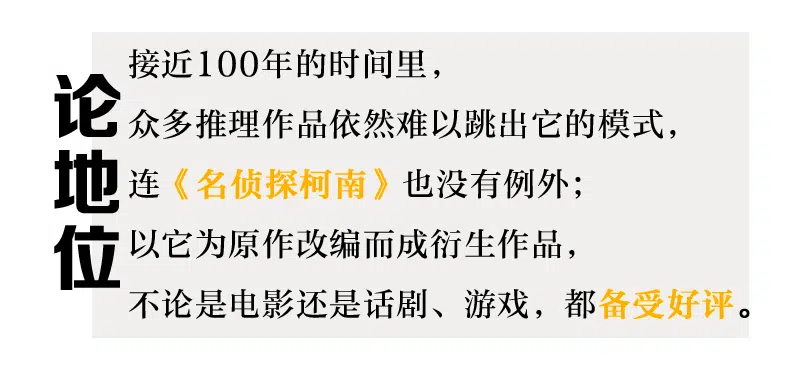 论地位
接近100年的时间里，
众多推理作品依然难以跳出它的模式，
连《名侦探柯南》也没有例外；
以它为原作改编而成衍生作品，
不论是电影还是话剧、游戏，都备受好评。